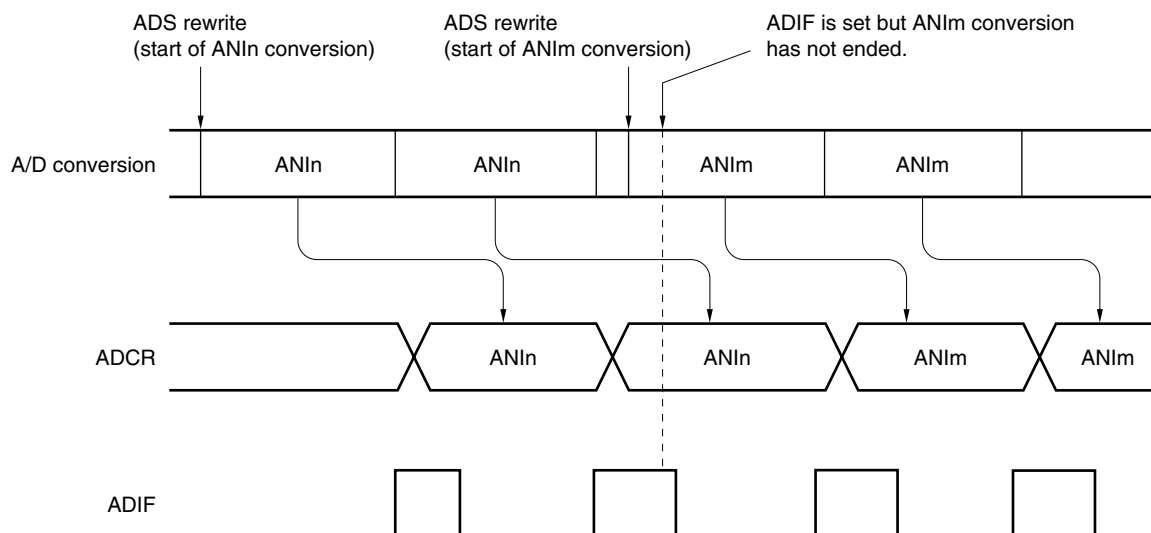 ADS rewrite
(start of ANIn conversion)
ADS rewrite
(start of ANIm conversion)
ADIF is set but ANIm conversion
has not ended.
A/D conversion
ANIn
ANIn
ANIm
ANIm
ADCR
ANIn
ANIn
ANIm
ANIm
ADIF